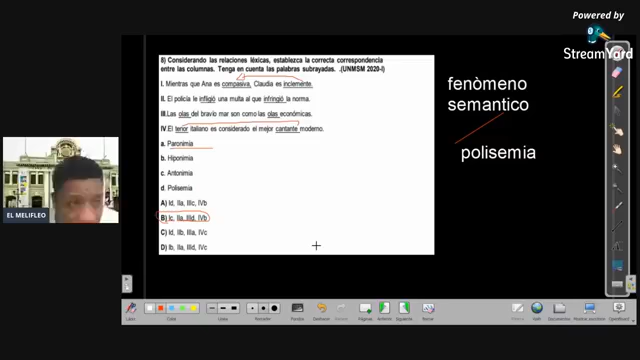 Powered by
StreamYard
8) Considerando las relaciones léxicas, establezca la correcta correspondencia
entre las columnas. Tenga en cuenta las palabras subrayadas. .(UNMSM 2020-I)
I. Mientras que Ana es compasiva, Claudia es inclemente.
II. El policía le infligió una multa al que infringió la norma.
III. Las olas del bravío mar son como las olas económicas.
IV. El tenor italiano es considerado el mejor cantante moderno.
a. Paronimia
b. Hiponimia
c. Antonimia
d. Polisemia
A) Id, IIa, IIIc, IVb
B) Ic, IIa, IIId, IVb
C) Id, IIb, IIIa, IVc
D) Ib, IIa, IIId, IVc
fenòmeno
semantico
polisemia
EL MELIFLEO